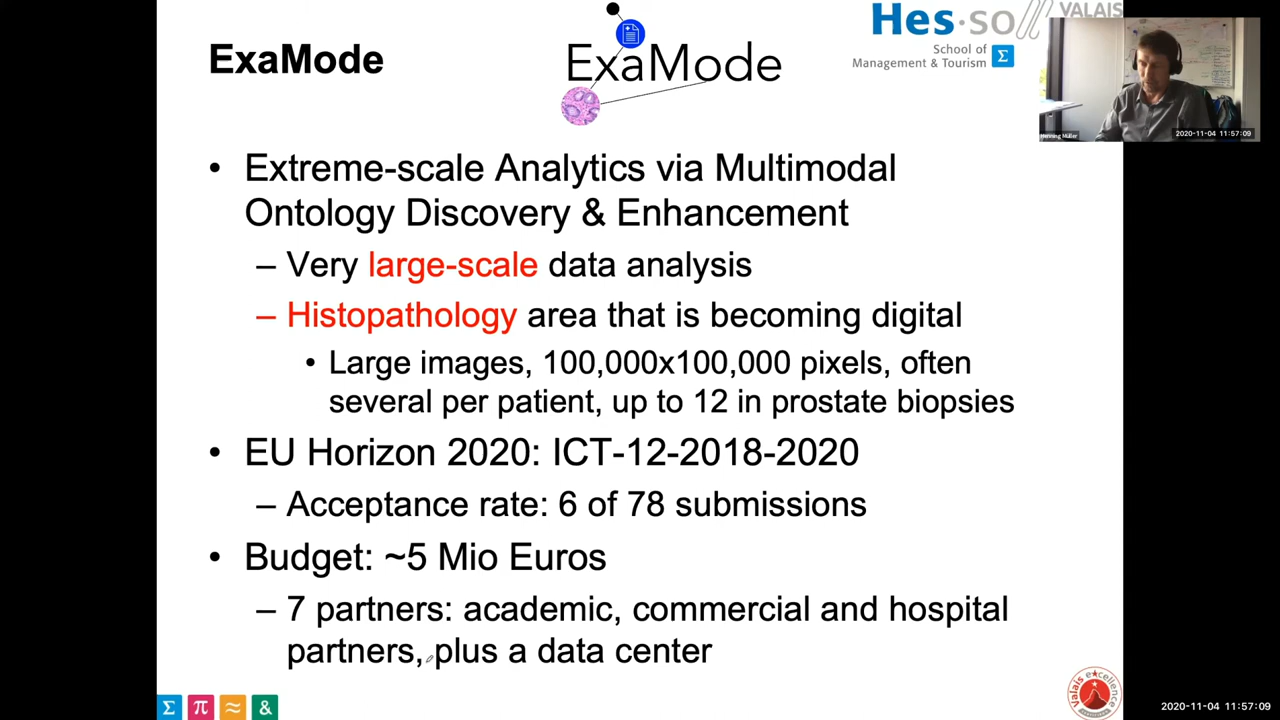 ExaMode
ExaMode
Hes·so
VALAIS
School of
Management & Tourism
Σ
Henning Müller
2020-11-04 11:57:09
• Extreme-scale Analytics via Multimodal
Ontology Discovery & Enhancement
– Very large-scale data analysis
– Histopathology area that is becoming digital
• Large images, 100,000x100,000 pixels, often
several per patient, up to 12 in prostate biopsies
• EU Horizon 2020: ICT-12-2018-2020
– Acceptance rate: 6 of 78 submissions
• Budget: ~5 Mio Euros
– 7 partners: academic, commercial and hospital
partners, plus a data center
Σ π ≈ &
valais excellence
2020-11-04 11:57:09